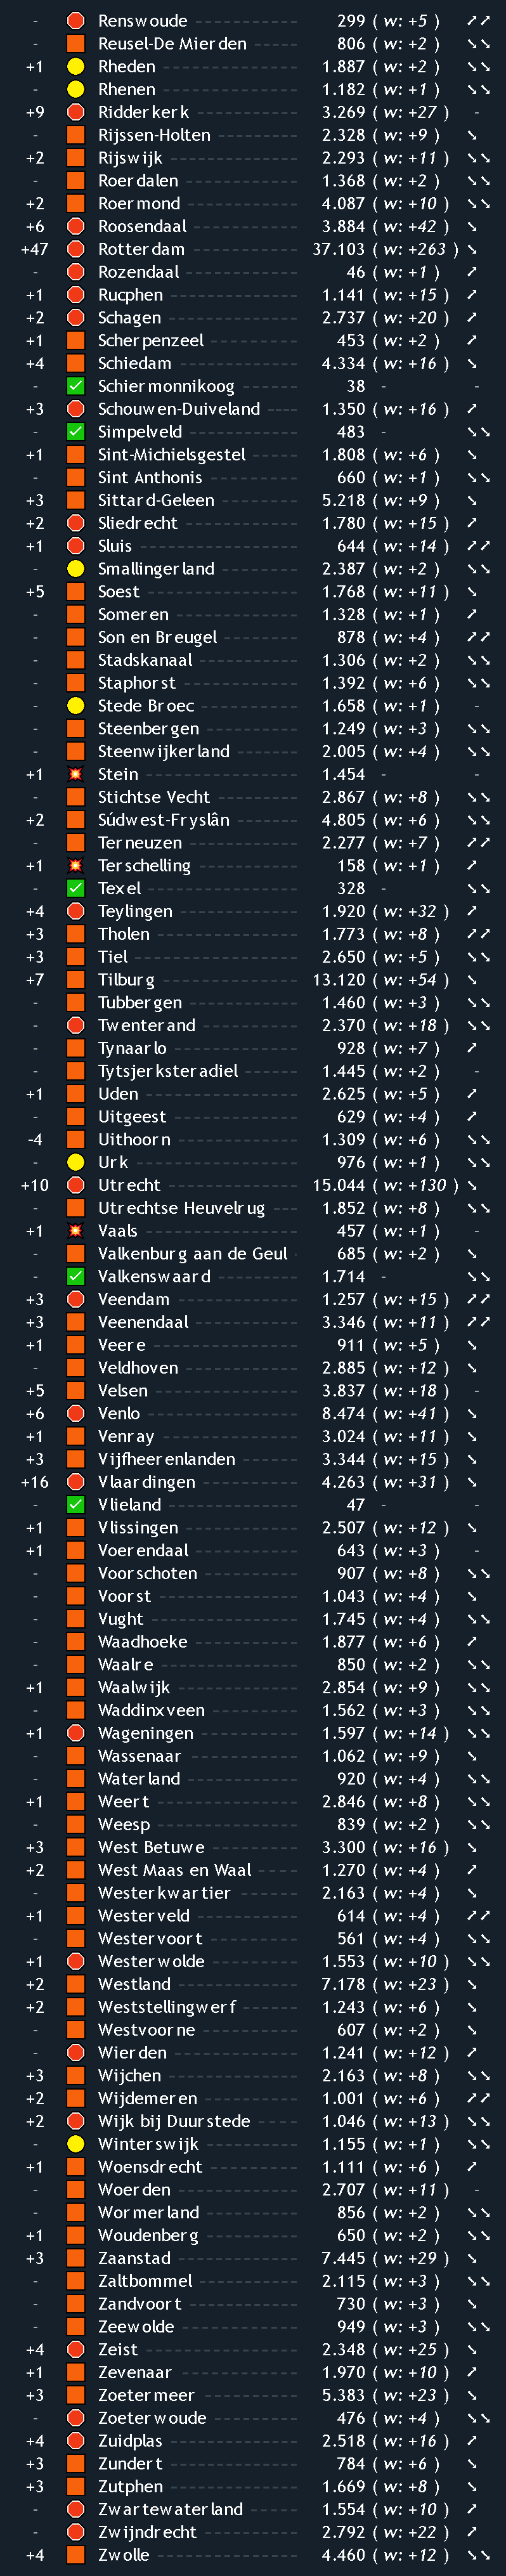 - Renswoude 299 ( w: +5 ) ➚➚
- Reusel-De Mierden 806 ( w: +2 ) ➘➘
+1 Rheden 1.887 ( w: +2 ) ➘➘
- Rhenen 1.182 ( w: +1 ) ➘➘
+9 Ridderkerk 3.269 ( w: +27 ) -
- Rijssen-Holten 2.328 ( w: +9 ) ➘
+2 Rijswijk 2.293 ( w: +11 ) ➘➘
- Roerdalen 1.368 ( w: +2 ) ➘➘
+2 Roermond 4.087 ( w: +10 ) ➘➘
+6 Roosendaal 3.884 ( w: +42 ) ➘
+47 Rotterdam 37.103 ( w: +263 ) ➘
- Rozendaal 46 ( w: +1 ) ➚
+1 Rucphen 1.141 ( w: +15 ) ➚
+2 Schagen 2.737 ( w: +20 ) ➚
+1 Scherpenzeel 453 ( w: +2 ) ➚
+4 Schiedam 4.334 ( w: +16 ) ➘
- Schiermonnikoog 38 - -
+3 Schouwen-Duiveland 1.350 ( w: +16 ) ➚
- Simpelveld 483 - ➘➘
+1 Sint-Michielsgestel 1.808 ( w: +6 ) ➘
- Sint Anthonis 660 ( w: +1 ) ➘➘
+3 Sittard-Geleen 5.218 ( w: +9 ) ➘
+2 Sliedrecht 1.780 ( w: +15 ) ➚
+1 Sluis 644 ( w: +14 ) ➚➚
- Smallingerland 2.387 ( w: +2 ) ➘➘
+5 Soest 1.768 ( w: +11 ) ➘
- Someren 1.328 ( w: +1 ) ➚
- Son en Breugel 878 ( w: +4 ) ➚➚
- Stadskanaal 1.306 ( w: +2 ) ➘➘
- Staphorst 1.392 ( w: +6 ) ➘➘
- Stede Broec 1.658 ( w: +1 ) -
- Steenbergen 1.249 ( w: +3 ) ➘➘
- Steenwijkerland 2.005 ( w: +4 ) ➘➘
+1 Stein 1.454 - -
- Stichtse Vecht 2.867 ( w: +8 ) ➘➘
+2 Súdwest-Fryslân 4.805 ( w: +6 ) ➘➘
- Terneuzen 2.277 ( w: +7 ) ➚➚
+1 Terschelling 158 ( w: +1 ) ➚
- Texel 328 - ➘➘
+4 Teylingen 1.920 ( w: +32 ) ➚
+3 Tholen 1.773 ( w: +8 ) ➚➚
+3 Tiel 2.650 ( w: +5 ) ➘➘
+7 Tilburg 13.120 ( w: +54 ) ➘
- Tubbergen 1.460 ( w: +3 ) ➘➘
- Twenterand 2.370 ( w: +18 ) ➘➘
- Tynaarlo 928 ( w: +7 ) ➚
- Tytsjerksteradiel 1.445 ( w: +2 ) -
+1 Uden 2.625 ( w: +5 ) ➚
- Uitgeest 629 ( w: +4 ) ➚
-4 Uithoorn 1.309 ( w: +6 ) ➘➘
- Urk 976 ( w: +1 ) ➘➘
+10 Utrecht 15.044 ( w: +130 ) ➘
- Utrechtse Heuvelrug 1.852 ( w: +8 ) ➘➘
+1 Vaals 457 ( w: +1 ) -
- Valkenburg aan de Geul 685 ( w: +2 ) ➘
- Valkenswaard 1.714 - ➘➘
+3 Veendam 1.257 ( w: +15 ) ➚➚
+3 Veenendaal 3.346 ( w: +11 ) ➚➚
+1 Veere 911 ( w: +5 ) ➘
- Veldhoven 2.885 ( w: +12 ) ➘
+5 Velsen 3.837 ( w: +18 ) -
+6 Venlo 8.474 ( w: +41 ) ➘
+1 Venray 3.024 ( w: +11 ) ➘
+3 Vijfheerenlanden 3.344 ( w: +15 ) ➘
+16 Vlaardingen 4.263 ( w: +31 ) ➘
- Vlieland 47 - -
+1 Vlissingen 2.507 ( w: +12 ) ➘
+1 Voerendaal 643 ( w: +3 ) -
- Voorschoten 907 ( w: +8 ) ➘➘
- Voorst 1.043 ( w: +4 ) ➘
- Vught 1.745 ( w: +4 ) ➘➘
- Waadhoeke 1.877 ( w: +6 ) ➚
- Waalre 850 ( w: +2 ) ➘➘
+1 Waalwijk 2.854 ( w: +9 ) ➘➘
- Waddinxveen 1.562 ( w: +3 ) ➘➘
+1 Wageningen 1.597 ( w: +14 ) ➘➘
- Wassenaar 1.062 ( w: +9 ) ➘
- Waterland 920 ( w: +4 ) ➘➘
+1 Weert 2.846 ( w: +8 ) ➘➘
- Weesp 839 ( w: +2 ) ➘➘
+3 West Betuwe 3.300 ( w: +16 ) ➘
+2 West Maas en Waal 1.270 ( w: +4 ) ➚
- Westerkwartier 2.163 ( w: +4 ) ➘
+1 Westerveld 614 ( w: +4 ) ➚➚
- Westervoort 561 ( w: +4 ) ➘➘
+1 Westerwolde 1.553 ( w: +10 ) ➘➘
+2 Westland 7.178 ( w: +23 ) ➘
+2 Weststellingwerf 1.243 ( w: +6 ) ➘
- Westvoorne 607 ( w: +2 ) ➘
- Wierden 1.241 ( w: +12 ) ➚
+3 Wijchen 2.163 ( w: +8 ) ➘➘
+2 Wijdemeren 1.001 ( w: +6 ) ➚➚
+2 Wijk bij Duurstede 1.046 ( w: +13 ) ➘➘
- Winterswijk 1.155 ( w: +1 ) ➘➘
+1 Woensdrecht 1.111 ( w: +6 ) ➚
- Woerden 2.707 ( w: +11 ) -
- Wormerland 856 ( w: +2 ) ➘➘
+1 Woudenberg 650 ( w: +2 ) ➘➘
+3 Zaanstad 7.445 ( w: +29 ) ➘
- Zaltbommel 2.115 ( w: +3 ) ➘➘
- Zandvoort 730 ( w: +3 ) ➘
- Zeewolde 949 ( w: +3 ) ➘➘
+4 Zeist 2.348 ( w: +25 ) ➘
+1 Zevenaar 1.970 ( w: +10 ) ➚
+3 Zoetermeer 5.383 ( w: +23 ) ➘
- Zoeterwoude 476 ( w: +4 ) ➘➘
+4 Zuidplas 2.518 ( w: +16 ) ➚
+3 Zundert 784 ( w: +6 ) ➘
+3 Zutphen 1.669 ( w: +8 ) ➘
- Zwartewaterland 1.554 ( w: +10 ) ➚
- Zwijndrecht 2.792 ( w: +22 ) ➚
+4 Zwolle 4.460 ( w: +12 ) ➘➘